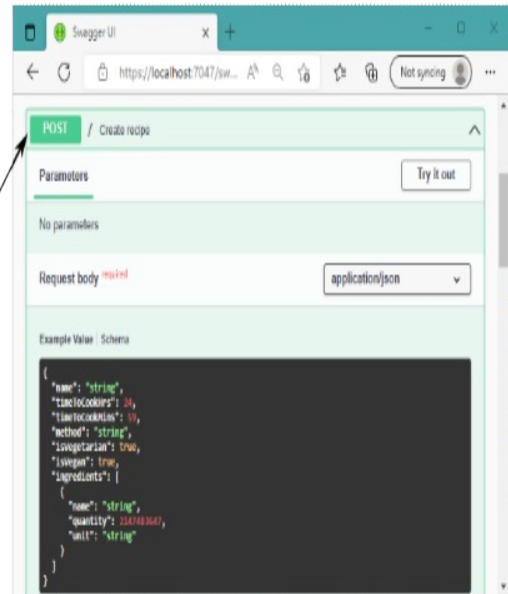 Swagger UI
https://localhost:7047/sw...
Not syncing
POST / Create recipe
Parameters
Try it out
No parameters
Request body required
application/json
Example Value Schema
{
"name": "string",
"timeToCookHrs": 24,
"timeToCookMins": 59,
"method": "string",
"isVegetarian": true,
"isVegan": true,
"ingredients": [
{
"name": "string",
"quantity": 2147483647,
"unit": "string"
}
]
}